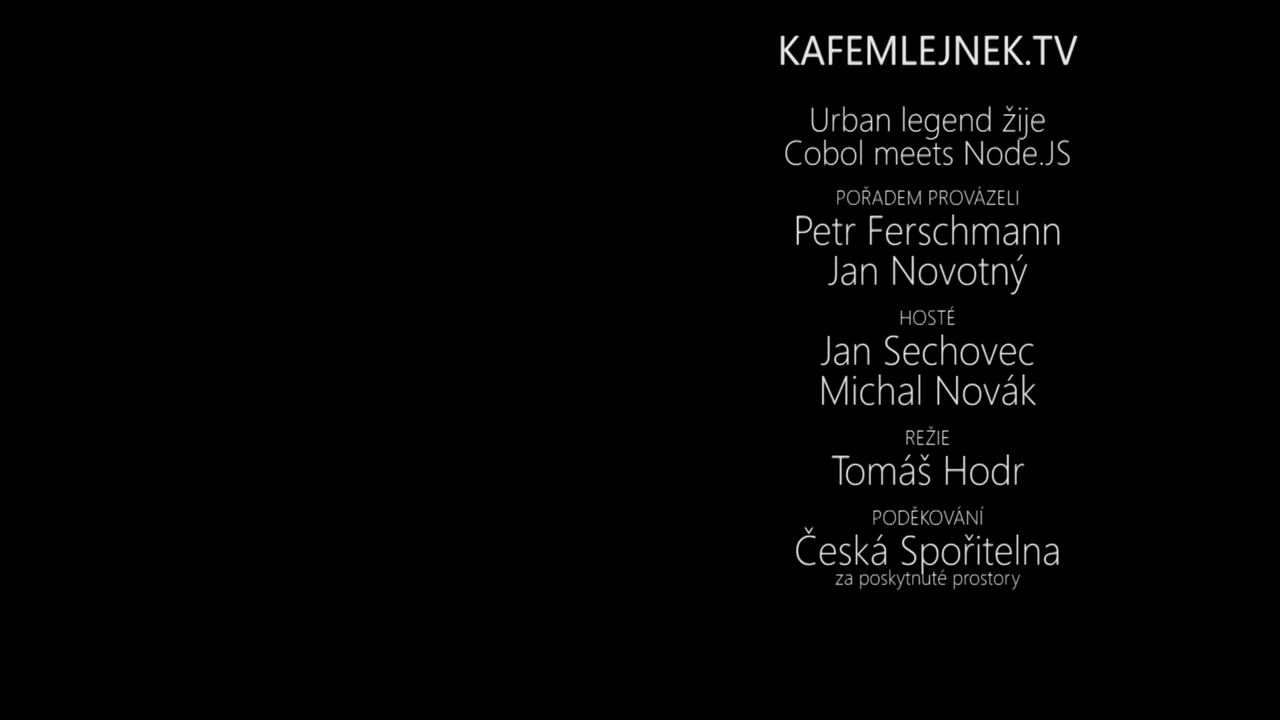 KAFEMLEJNEK.TV
Urban legend žije
Cobol meets Node.JS
POŘADEM PROVÁZELI
Petr Ferschmann
Jan Novotný
HOSTÉ
Jan Sechovec
Michal Novák
REŽIE
Tomáš Hodr
PODĚKOVÁNÍ
Česká Spořitelna
za poskytnuté prostory